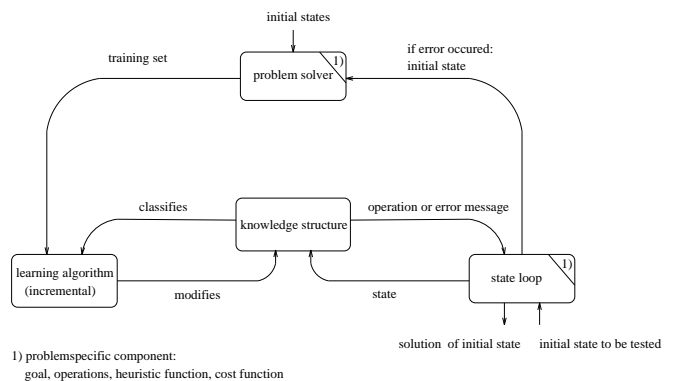 initial states
training set
if error occured:
initial state
problem solver
1)
classifies
operation or error message
knowledge structure
learning algorithm
(incremental)
modifies
state
state loop
1)
solution of initial state
initial state to be tested
1) problemspecific component:
goal, operations, heuristic function, cost function